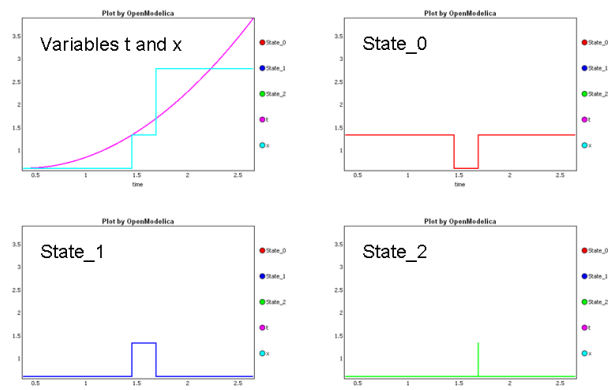 Plot by OpenModelica
Variables t and x
3.5
3
2.5
2
1.5
1
0.5 1 1.5 2 2.5
time
State_0
State_1
State_2
t
x
Plot by OpenModelica
State_0
3.5
3
2.5
2
1.5
1
0.5 1 1.5 2 2.5
time
State_0
State_1
State_2
t
x
Plot by OpenModelica
State_1
3.5
3
2.5
2
1.5
1
0.5 1 1.5 2 2.5
time
State_0
State_1
State_2
t
x
Plot by OpenModelica
State_2
3.5
3
2.5
2
1.5
1
0.5 1 1.5 2 2.5
time
State_0
State_1
State_2
t
x